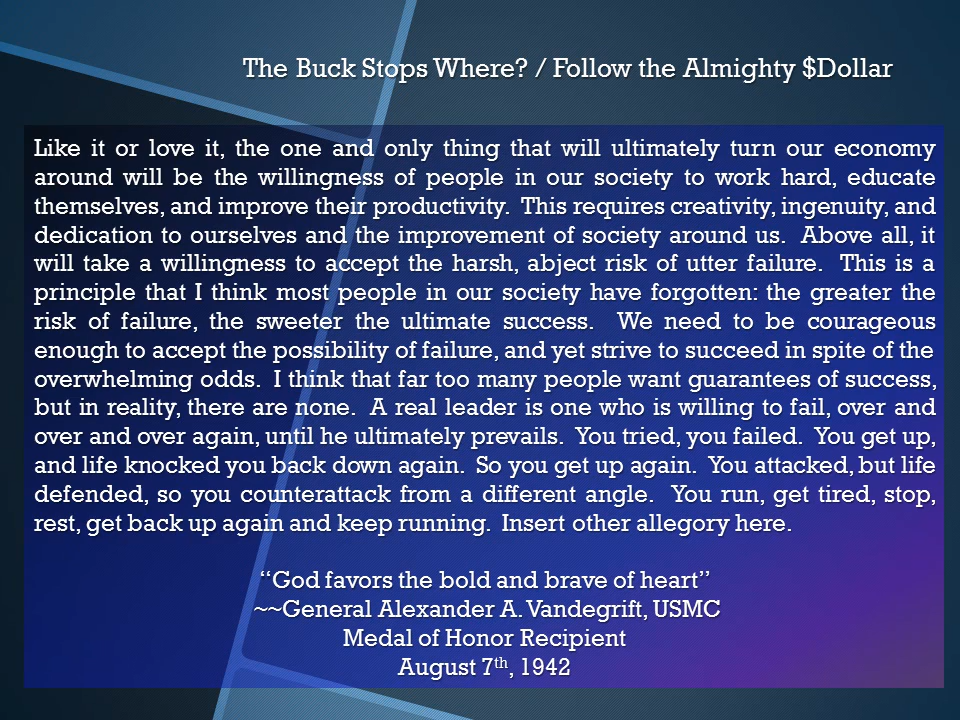 The Buck Stops Where? / Follow the Almighty $Dollar
Like it or love it, the one and only thing that will ultimately turn our economy
around will be the willingness of people in our society to work hard, educate
themselves, and improve their productivity.  This requires creativity, ingenuity, and
dedication to ourselves and the improvement of society around us.  Above all, it
will take a willingness to accept the harsh, abject risk of utter failure.  This is a
principle that I think most people in our society have forgotten: the greater the
risk of failure, the sweeter the ultimate success.  We need to be courageous
enough to accept the possibility of failure, and yet strive to succeed in spite of the
overwhelming odds.  I think that far too many people want guarantees of success,
but in reality, there are none.  A real leader is one who is willing to fail, over and
over and over again, until he ultimately prevails.  You tried, you failed.  You get up,
and life knocked you back down again.  So you get up again.  You attacked, but life
defended, so you counterattack from a different angle.  You run, get tired, stop,
rest, get back up again and keep running.  Insert other allegory here.
“God favors the bold and brave of heart”
~~General Alexander A. Vandegrift, USMC
Medal of Honor Recipient
August 7th, 1942